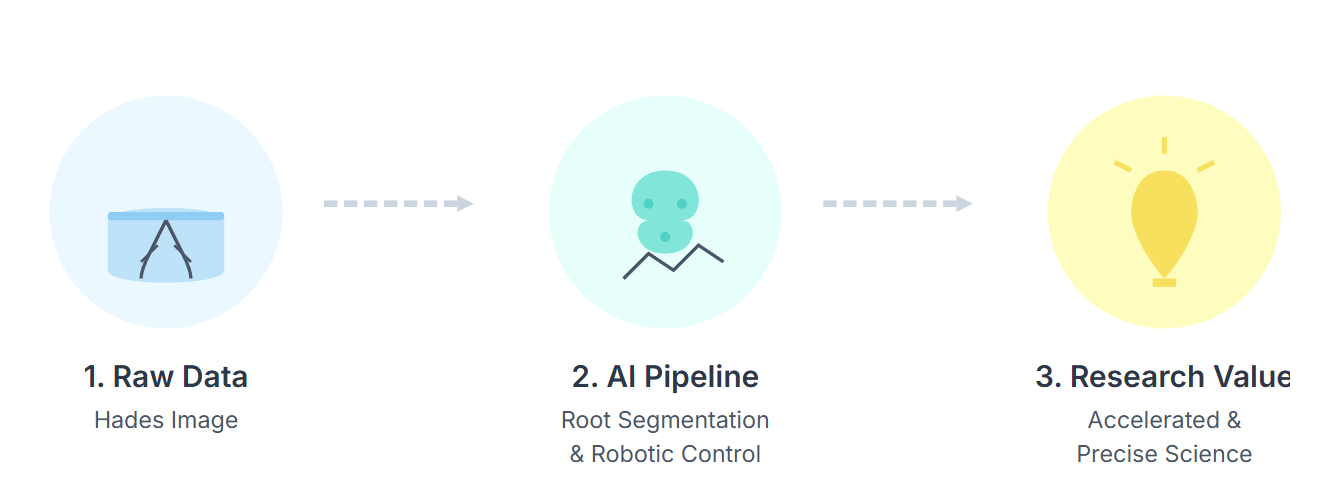 1. Raw Data
Hades Image
2. AI Pipeline
Root Segmentation
& Robotic Control
3. Research Value
Accelerated &
Precise Science